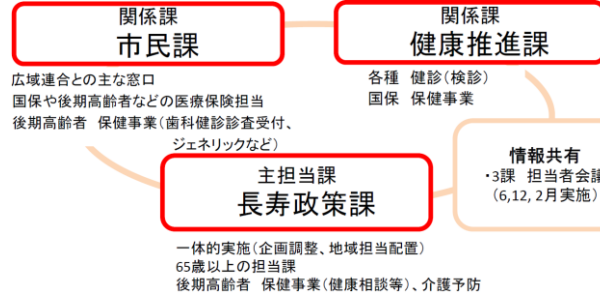 関係課
市民課
広域連合との主な窓口
国保や後期高齢者などの医療保険担当
後期高齢者 保健事業(歯科健診診査受付、
ジェネリックなど)
関係課
健康推進課
各種 健診(検診)
国保 保健事業
情報共有
・3課 担当者会議
(6,12, 2月実施)
主担当課
長寿政策課
一体的実施(企画調整、地域担当配置)
65歳以上の担当課
後期高齢者 保健事業(健康相談等)、介護予防